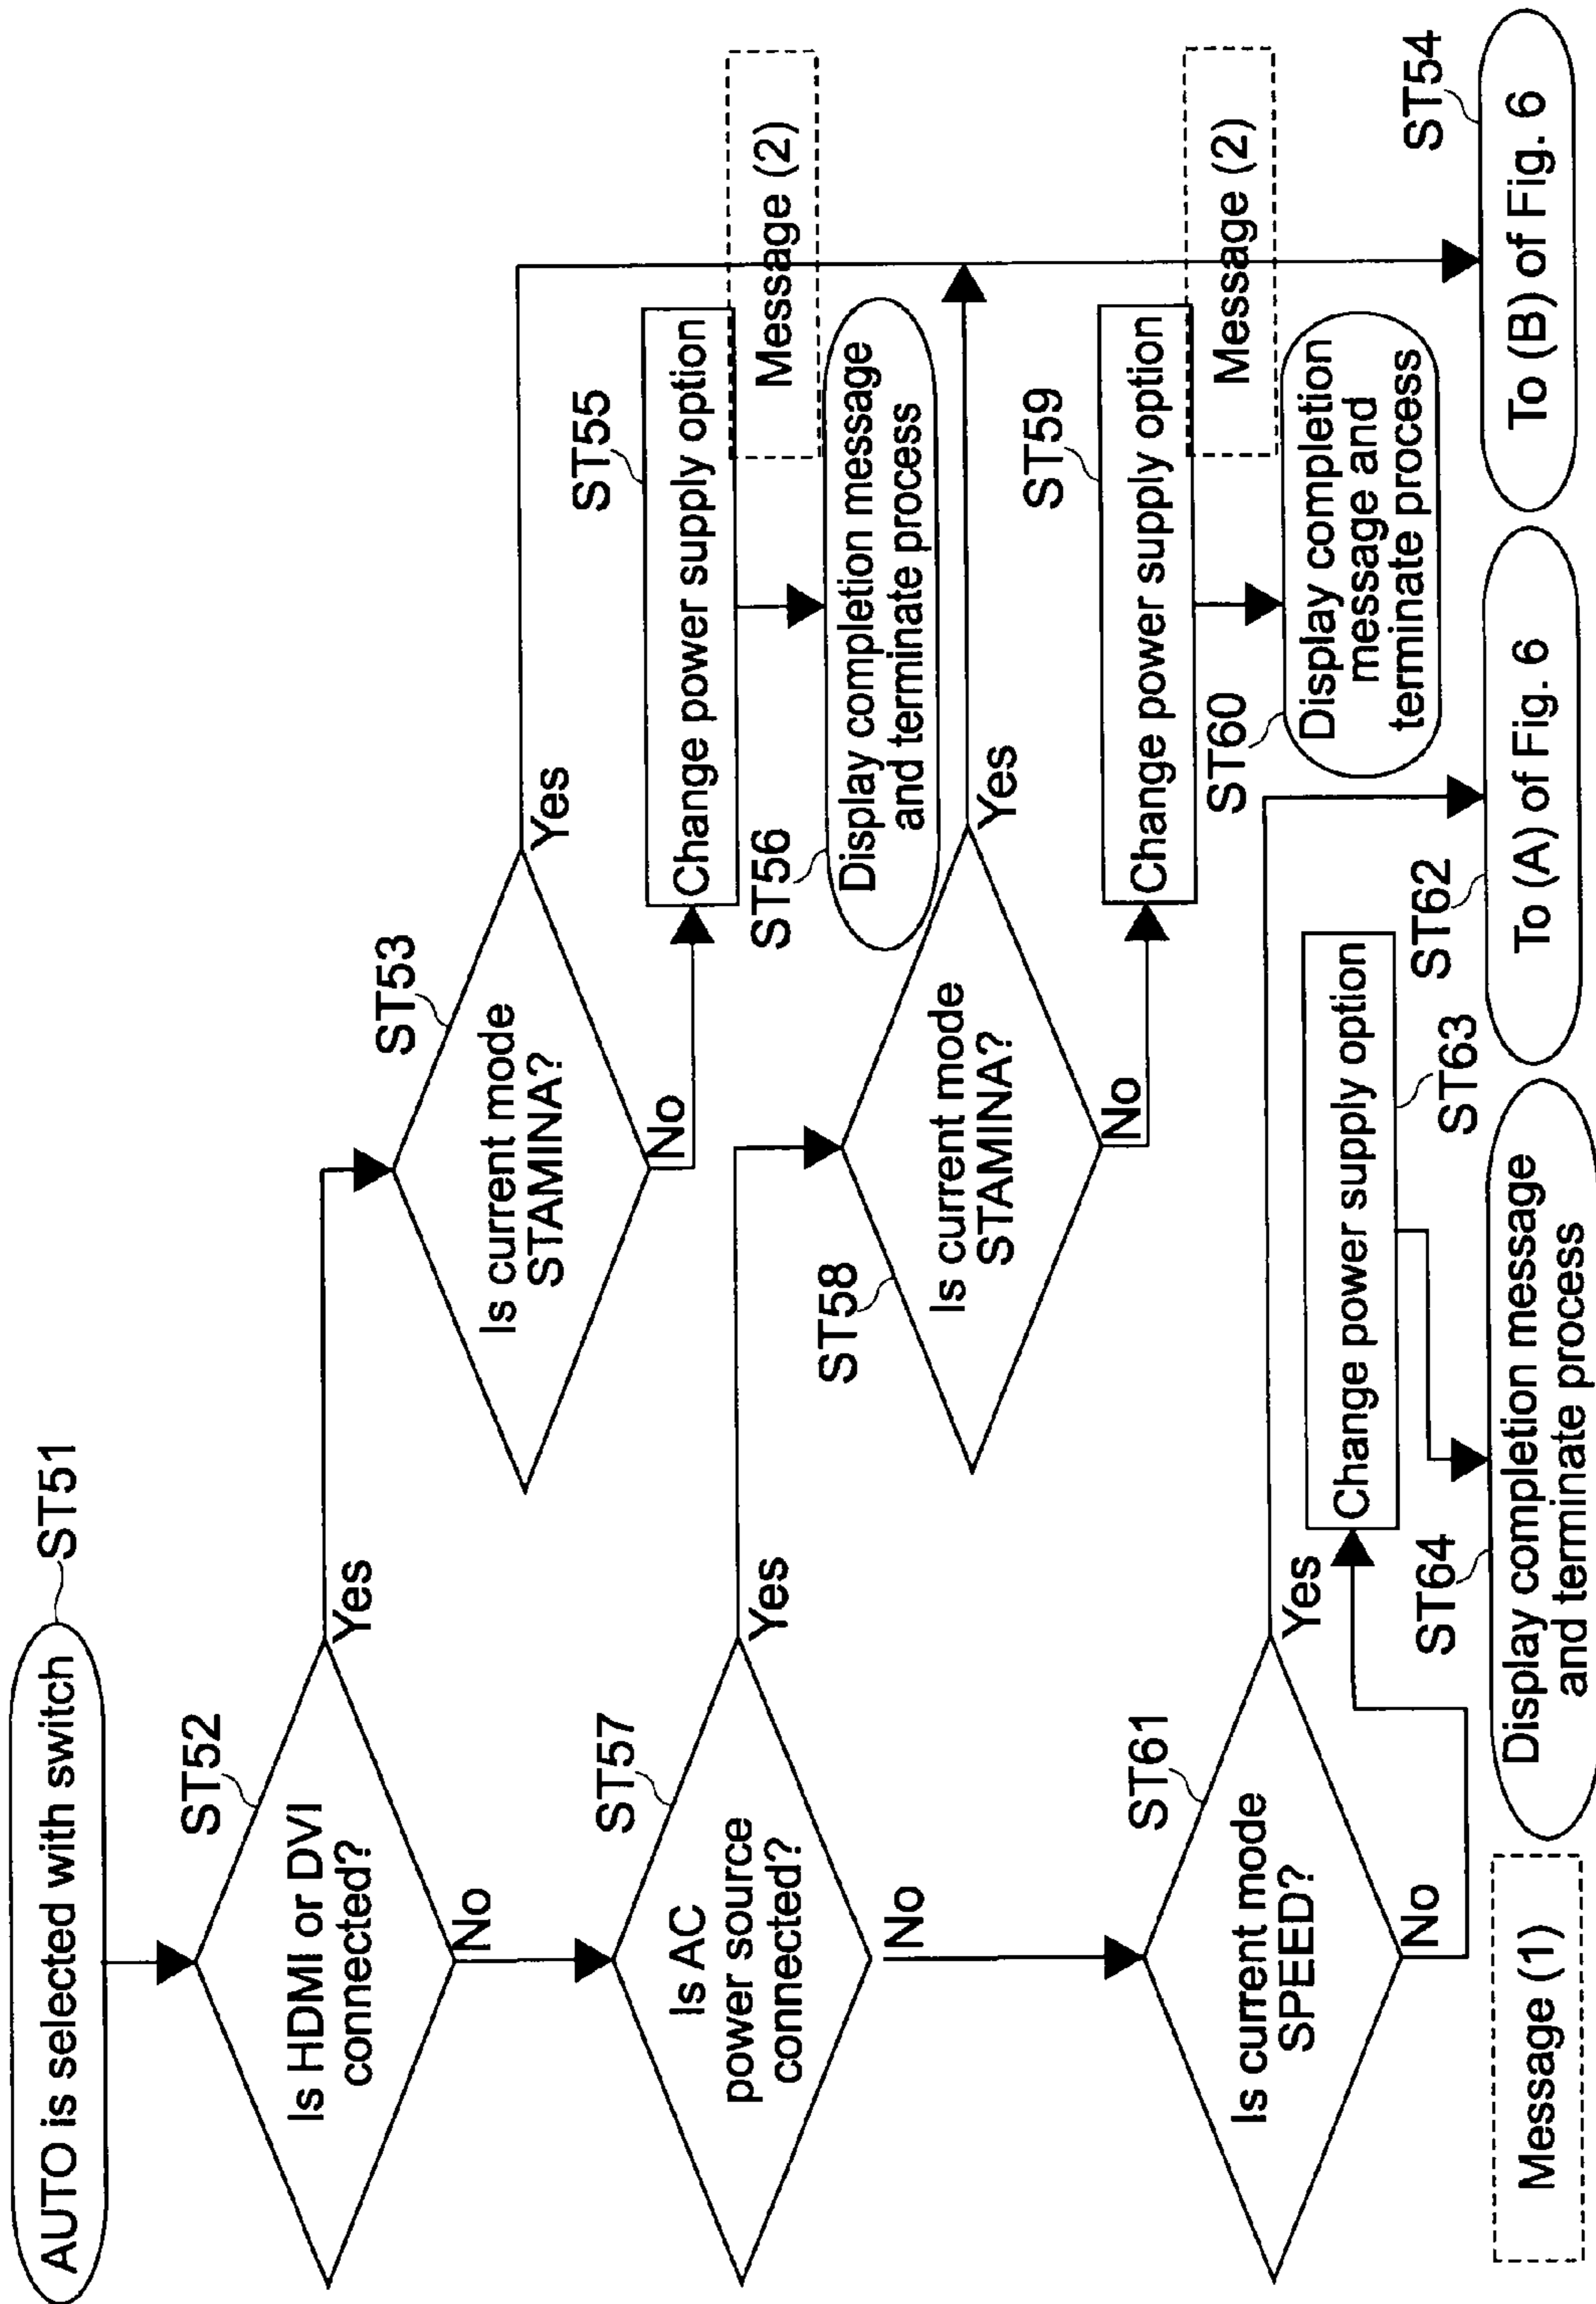 AUTO is selected with switch
ST51
ST52
Is HDMI or DVI
connected?
Yes
No
ST53
Is current mode
STAMINA?
Yes
No
ST55
Change power supply option
Message (2)
ST56
Display completion message
and terminate process
ST57
Is AC
power source
connected?
Yes
No
ST58
Is current mode
STAMINA?
Yes
No
ST59
Change power supply option
Message (2)
ST60
Display completion
message and
terminate process
ST61
Is current mode
SPEED?
Yes
No
Change power supply option
ST63
ST64
Display completion message
and terminate process
Message (1)
ST62
To (A) of Fig. 6
ST54
To (B) of Fig. 6